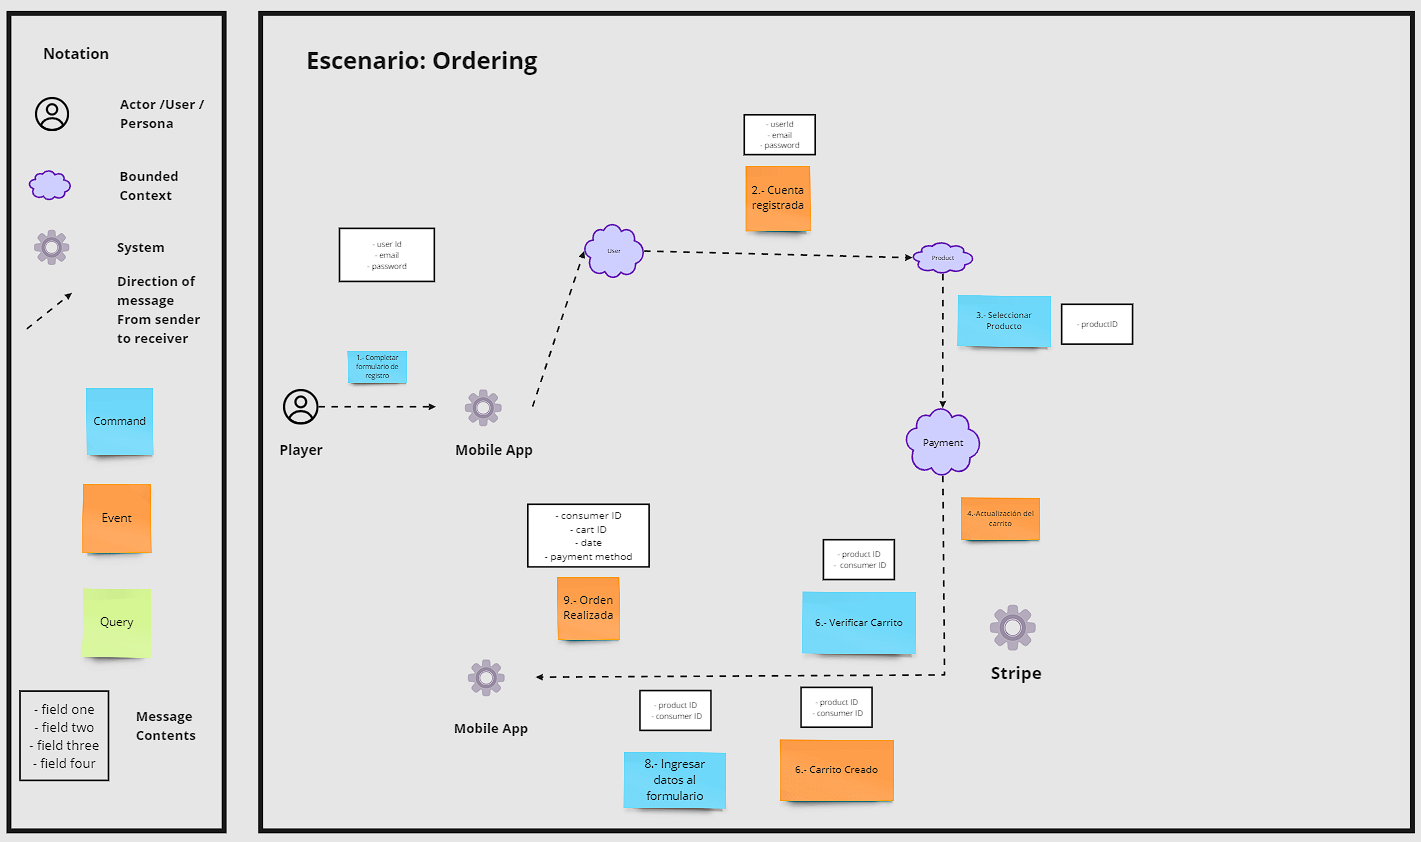 Notation
Actor /User /
Persona
Bounded
Context
System
Direction of
message
From sender
to receiver
Command
Event
Query
- field one
- field two
- field three
- field four
Message
Contents
Escenario: Ordering
- userId
- email
- password
2.- Cuenta
registrada
- user Id
- email
- password
User
Product
3.- Seleccionar
Producto
- productID
1.- Completar
formulario de
registro
Player
Mobile App
Payment
4.-Actualización del
carrito
- consumer ID
- cart ID
- date
- payment method
9.- Orden
Realizada
- product ID
- consumer ID
6.- Verificar Carrito
Stripe
Mobile App
- product ID
- consumer ID
8.- Ingresar
datos al
formulario
- product ID
- consumer ID
6.- Carrito Creado